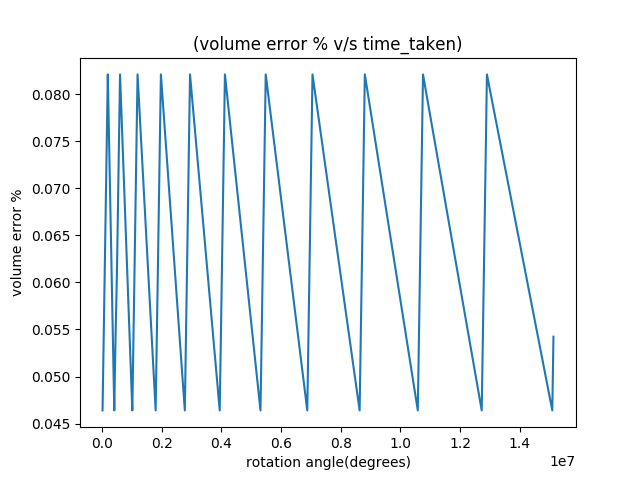 (volume error % v/s time_taken)
volume error %
0.080
0.075
0.070
0.065
0.060
0.055
0.050
0.045
0.0 0.2 0.4 0.6 0.8 1.0 1.2 1.4
1e7
rotation angle(degrees)